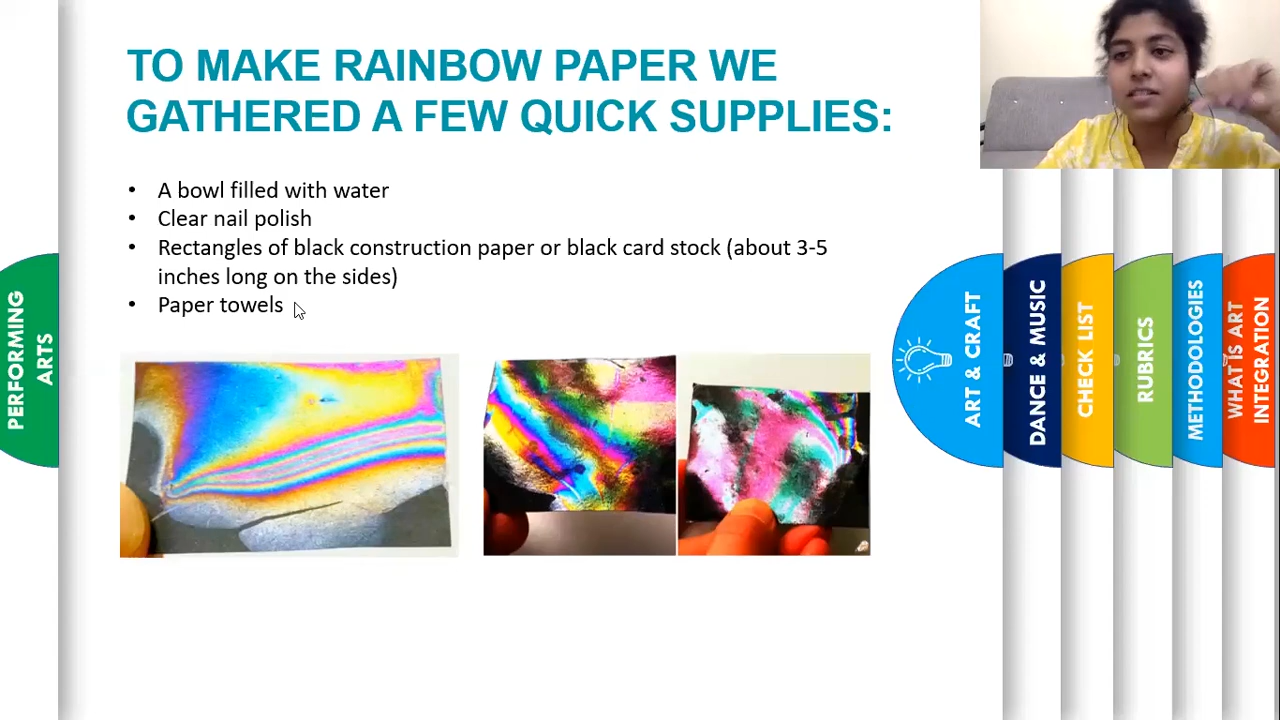 TO MAKE RAINBOW PAPER WE
GATHERED A FEW QUICK SUPPLIES:
• A bowl filled with water
• Clear nail polish
• Rectangles of black construction paper or black card stock (about 3-5
inches long on the sides)
• Paper towels
PERFORMING
ARTS
ART & CRAFT
DANCE & MUSIC
CHECK LIST
RUBRICS
METHODOLOGIES
WHAT IS ART
INTEGRATION